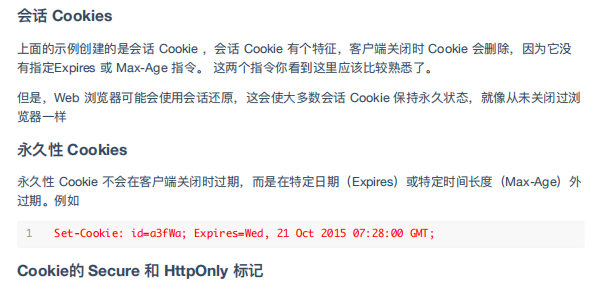 会话 Cookies
上面的示例创建的是会话 Cookie ，会话 Cookie 有个特征，客户端关闭时 Cookie 会删除，因为它没
有指定Expires 或 Max-Age 指令。 这两个指令你看到这里应该比较熟悉了。
但是，Web 浏览器可能会使用会话还原，这会使大多数会话 Cookie 保持永久状态，就像从未关闭过浏
览器一样
永久性 Cookies
永久性 Cookie 不会在客户端关闭时过期，而是在特定日期（Expires）或特定时间长度（Max-Age）外
过期。例如
1 Set-Cookie: id=a3fWa; Expires=Wed, 21 Oct 2015 07:28:00 GMT;
Cookie的 Secure 和 HttpOnly 标记